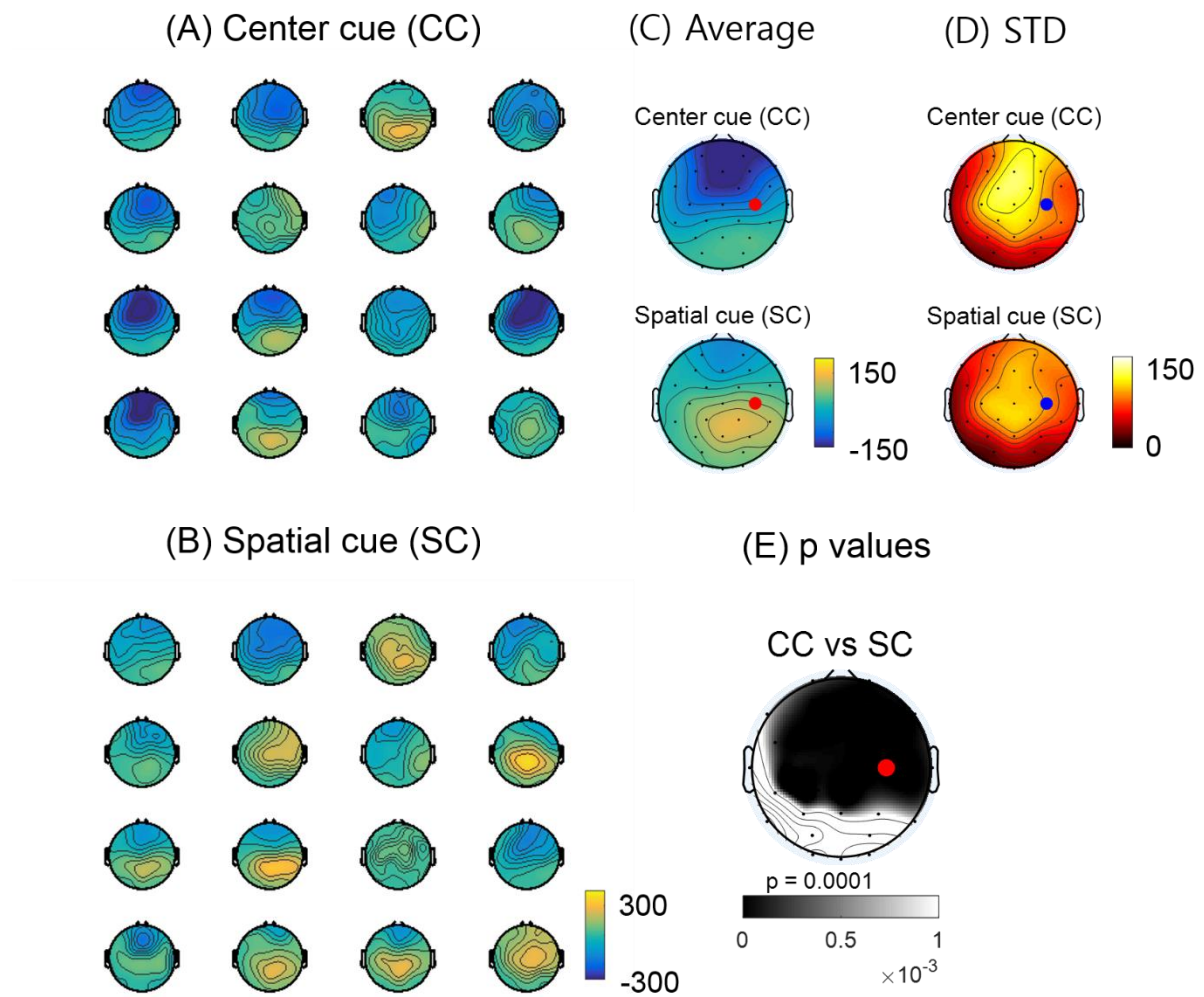 (A) Center cue (CC)
(C) Average
(D) STD
Center cue (CC)
Center cue (CC)
Spatial cue (SC)
Spatial cue (SC)
150
-150
150
0
(B) Spatial cue (SC)
(E) p values
CC vs SC
300
-300
p = 0.0001
0
0.5
1
×10⁻³